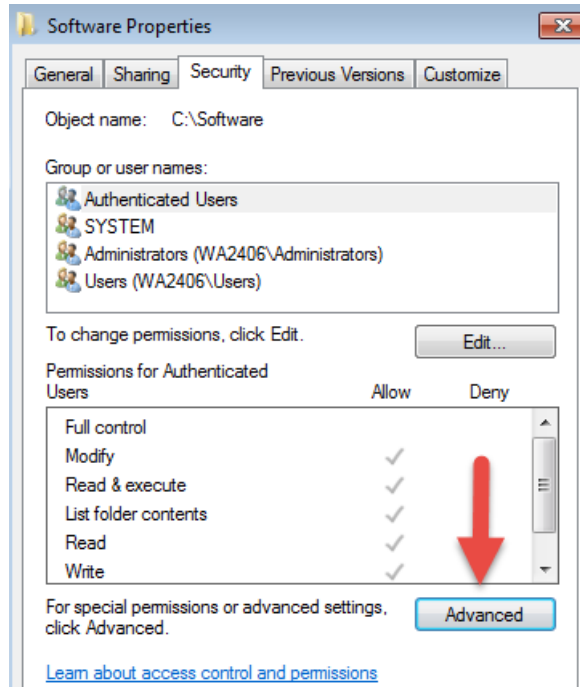 Software Properties
General Sharing Security Previous Versions Customize
Object name: C:\Software
Group or user names:
Authenticated Users
SYSTEM
Administrators (WA2406\Administrators)
Users (WA2406\Users)
To change permissions, click Edit.
Edit...
Permissions for Authenticated
Users Allow Deny
Full control
Modify
Read & execute
List folder contents
Read
Write
For special permissions or advanced settings,
click Advanced.
Advanced
Learn about access control and permissions